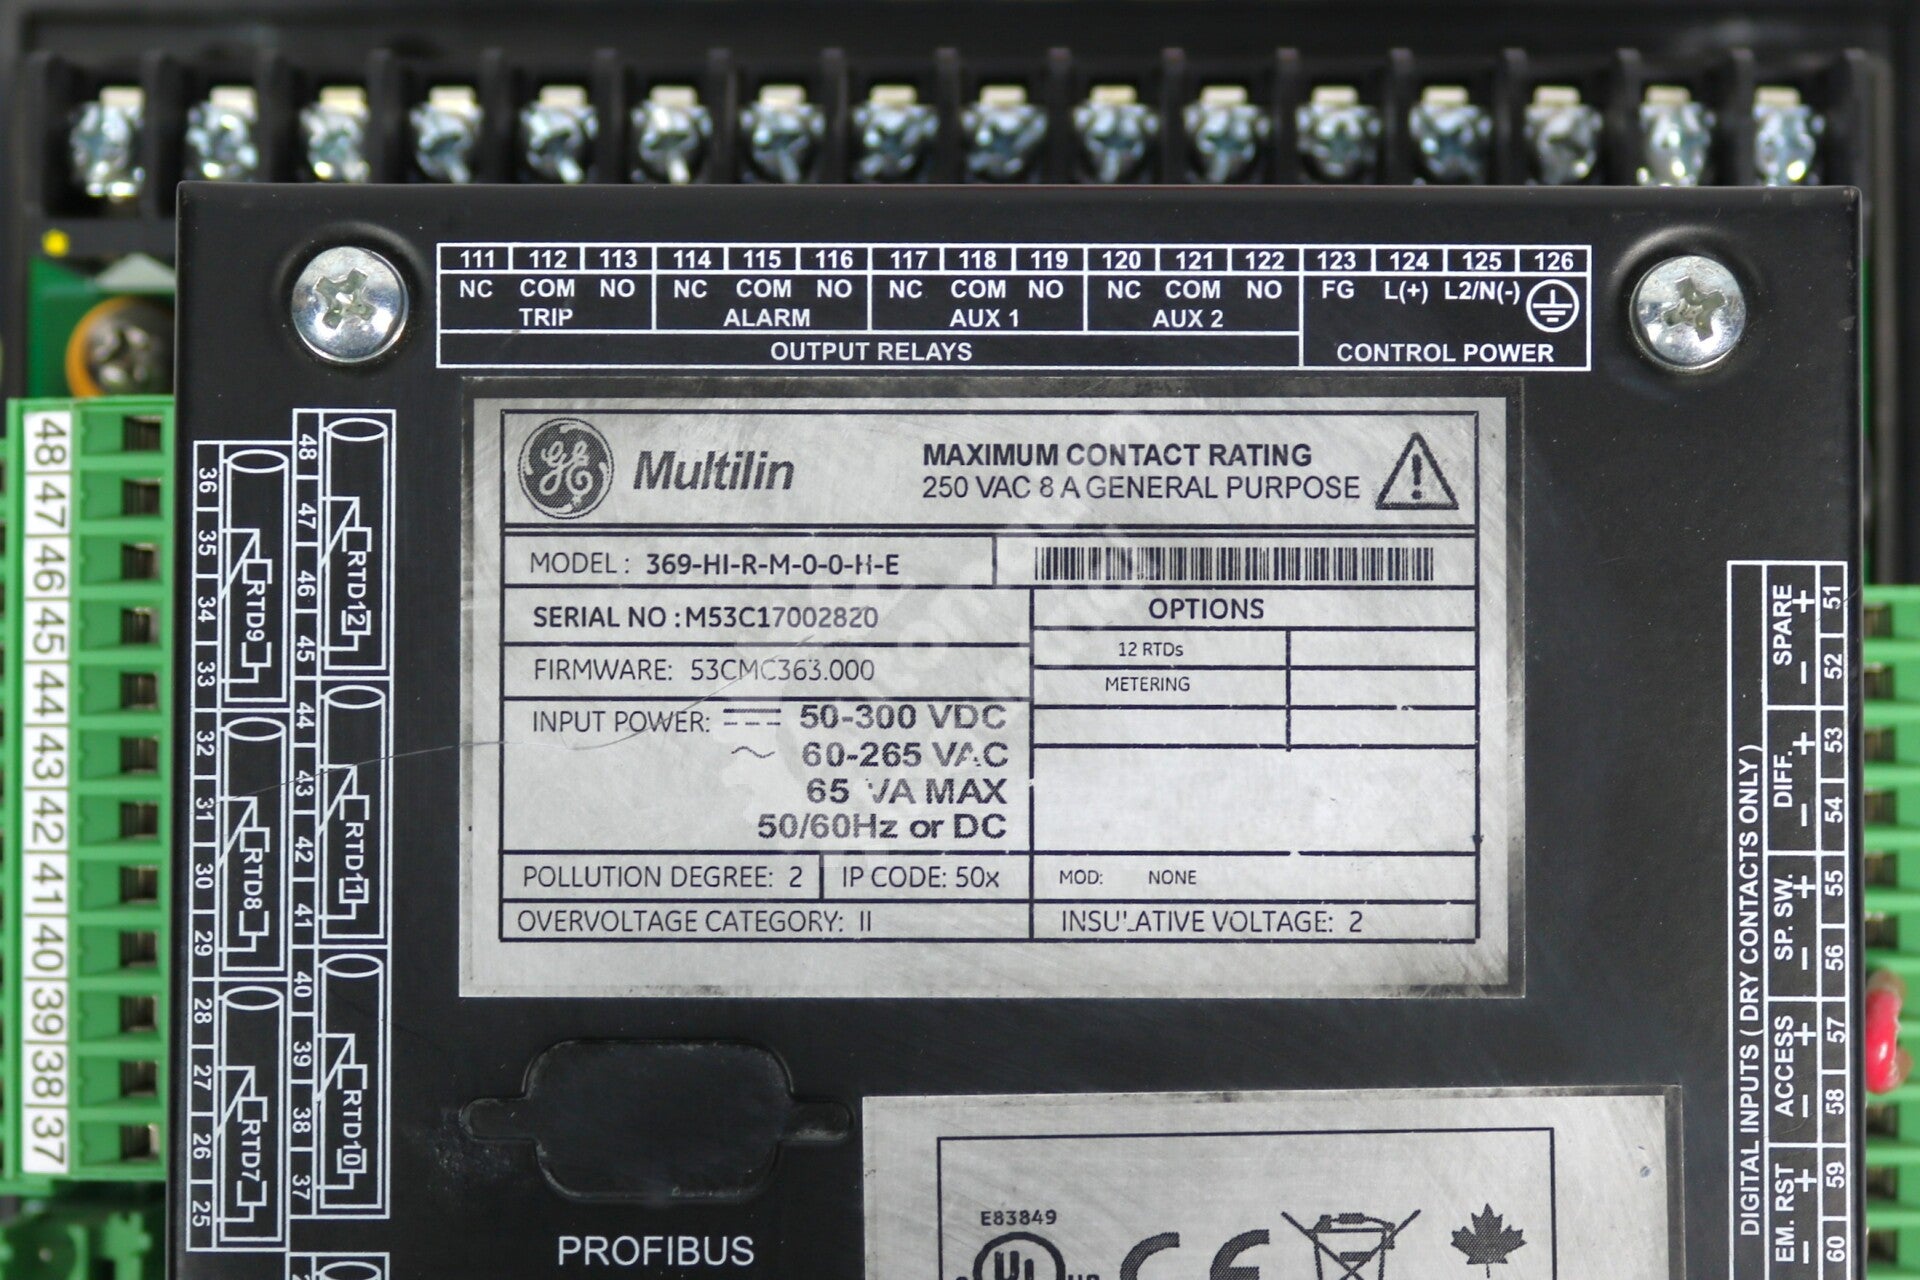 111 112 113 114 115 116 117 118 119 120 121 122 123 124 125 126
NC COM NO NC COM NO NC COM NO NC COM NO FG L(+) L2/N(-)
TRIP ALARM AUX 1 AUX 2
OUTPUT RELAYS CONTROL POWER
GE Multilin
MAXIMUM CONTACT RATING
250 VAC 8 A GENERAL PURPOSE
MODEL: 369-HI-R-M-0-0-H-E
SERIAL NO: M53C17002820
FIRMWARE: 53CMC363.000
INPUT POWER: 50-300 VDC
60-265 VAC
65 VA MAX
50/60Hz or DC
OPTIONS
12 RTDs
METERING
POLLUTION DEGREE: 2
IP CODE: 50x
MOD: NONE
OVERVOLTAGE CATEGORY: II
INSULATIVE VOLTAGE: 2
PROFIBUS
E83849
UL
CE
48
47
46
45
44
43
42
41
40
39
38
37
36 35 34 33 32 31 30 29 28 27 26 25
RTD9
RTD8
RTD7
48 47 46 45 44 43 42 41 40 39 38 37
RTD12
RTD11
RTD10
DIGITAL INPUTS ( DRY CONTACTS ONLY )
SPARE + -
DIFF. + -
SP. SW. + -
ACCESS + -
EM. RST + -
51 52 53 54 55 56 57 58 59 60